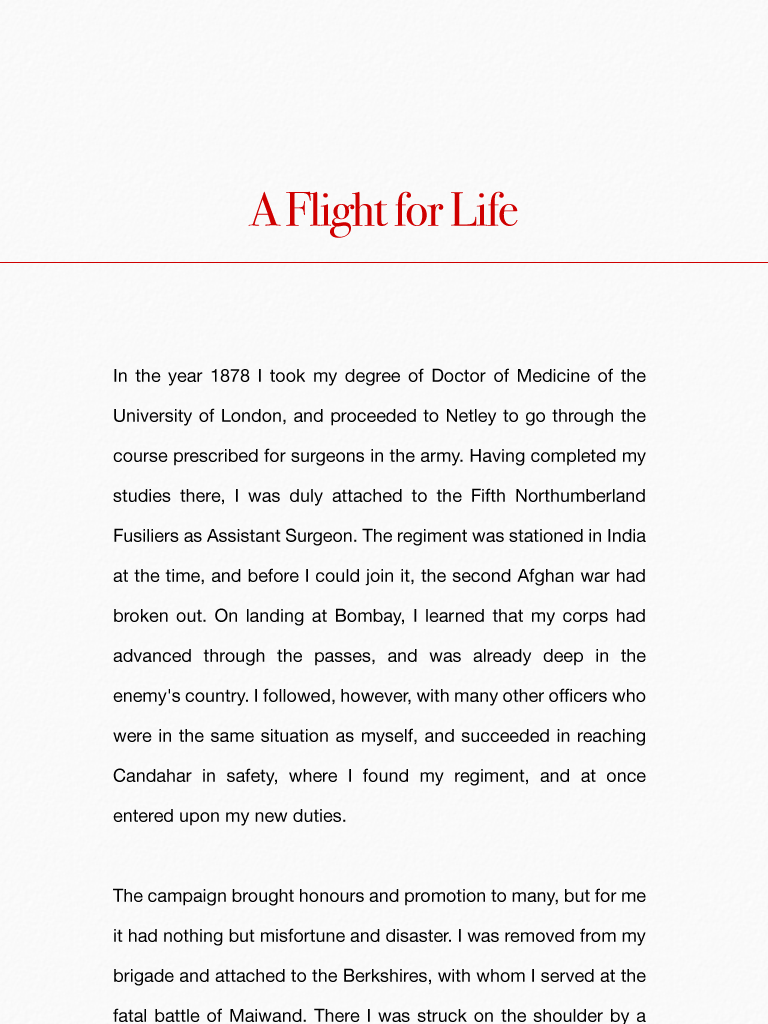 A Flight for Life
In the year 1878 I took my degree of Doctor of Medicine of the
University of London, and proceeded to Netley to go through the
course prescribed for surgeons in the army. Having completed my
studies there, I was duly attached to the Fifth Northumberland
Fusiliers as Assistant Surgeon. The regiment was stationed in India
at the time, and before I could join it, the second Afghan war had
broken out. On landing at Bombay, I learned that my corps had
advanced through the passes, and was already deep in the
enemy's country. I followed, however, with many other officers who
were in the same situation as myself, and succeeded in reaching
Candahar in safety, where I found my regiment, and at once
entered upon my new duties.
The campaign brought honours and promotion to many, but for me
it had nothing but misfortune and disaster. I was removed from my
brigade and attached to the Berkshires, with whom I served at the
fatal battle of Maiwand. There I was struck on the shoulder by a